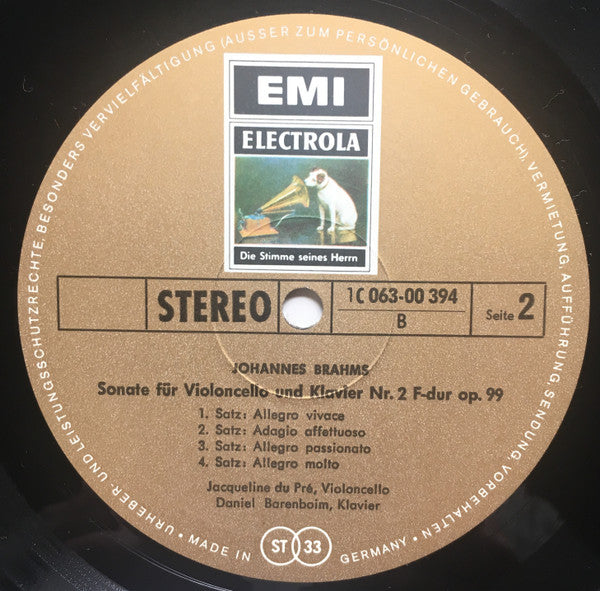 URHEBER- UND LEISTUNGSSCHUTZRECHTE, BESONDERS VERVIELFÄLTIGUNG (AUSSER ZUM PERSÖNLICHEN GEBRAUCH), VERMIETUNG, AUFFÜHRUNG, SENDUNG VORBEHALTEN
EMI
ELECTROLA
Die Stimme seines Herrn
STEREO
1 C 063-00 394
B
Seite 2
JOHANNES BRAHMS
Sonate für Violoncello und Klavier Nr. 2 F-dur op. 99
1. Satz: Allegro vivace
2. Satz: Adagio affettuoso
3. Satz: Allegro passionato
4. Satz: Allegro molto
Jacqueline du Pré, Violoncello
Daniel Barenboim, Klavier
• MADE IN ST 33 GERMANY •